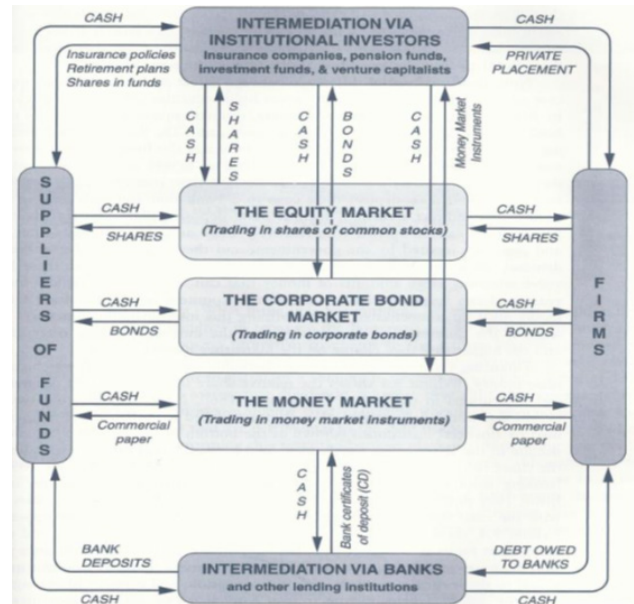 CASH
INTERMEDIATION VIA
INSTITUTIONAL INVESTORS
Insurance companies, pension funds,
investment funds, & venture capitalists
CASH
Insurance policies
Retirement plans
Shares in funds
PRIVATE
PLACEMENT
CASH
SHARES
CASH
BONDS
CASH
Money Market
Instruments
SUPPLIERS OF FUNDS
FIRMS
CASH
SHARES
THE EQUITY MARKET
(Trading in shares of common stocks)
CASH
SHARES
CASH
BONDS
THE CORPORATE BOND
MARKET
(Trading in corporate bonds)
CASH
BONDS
CASH
Commercial
paper
THE MONEY MARKET
(Trading in money market instruments)
CASH
Commercial
paper
CASH
Bank certificates
of deposit (CD)
BANK
DEPOSITS
DEBT OWED
TO BANKS
INTERMEDIATION VIA BANKS
and other lending institutions
CASH
CASH